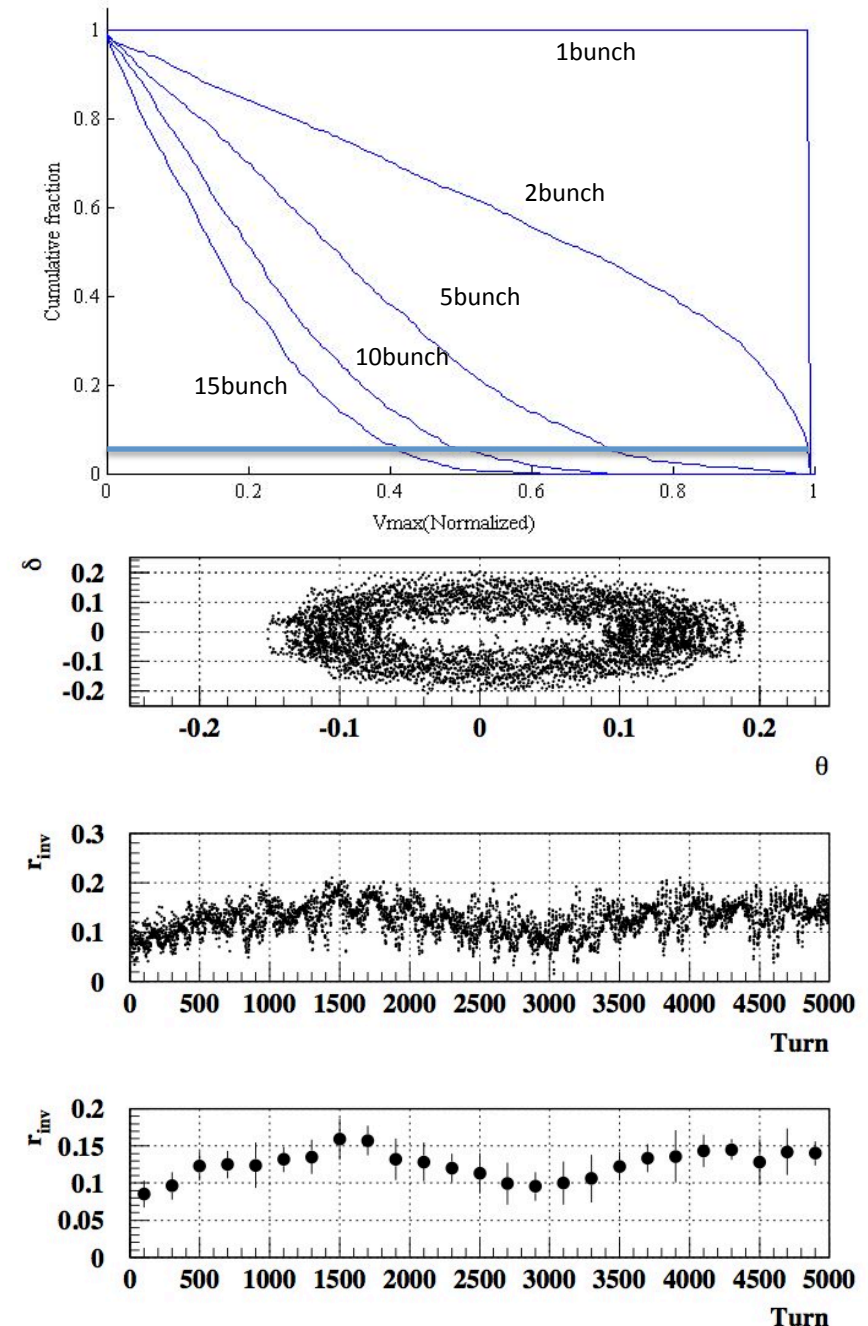 1
1bunch
0.8
2bunch
0.6
Cumulative fraction
5bunch
0.4
10bunch
15bunch
0.2
0
0 0.2 0.4 0.6 0.8 1
Vmax(Normalized)
δ
0.2
0.1
0
-0.1
-0.2
-0.2 -0.1 0 0.1 0.2
θ
r_inv
0.3
0.2
0.1
0
0 500 1000 1500 2000 2500 3000 3500 4000 4500 5000
Turn
r_inv
0.2
0.15
0.1
0.05
0
0 500 1000 1500 2000 2500 3000 3500 4000 4500 5000
Turn